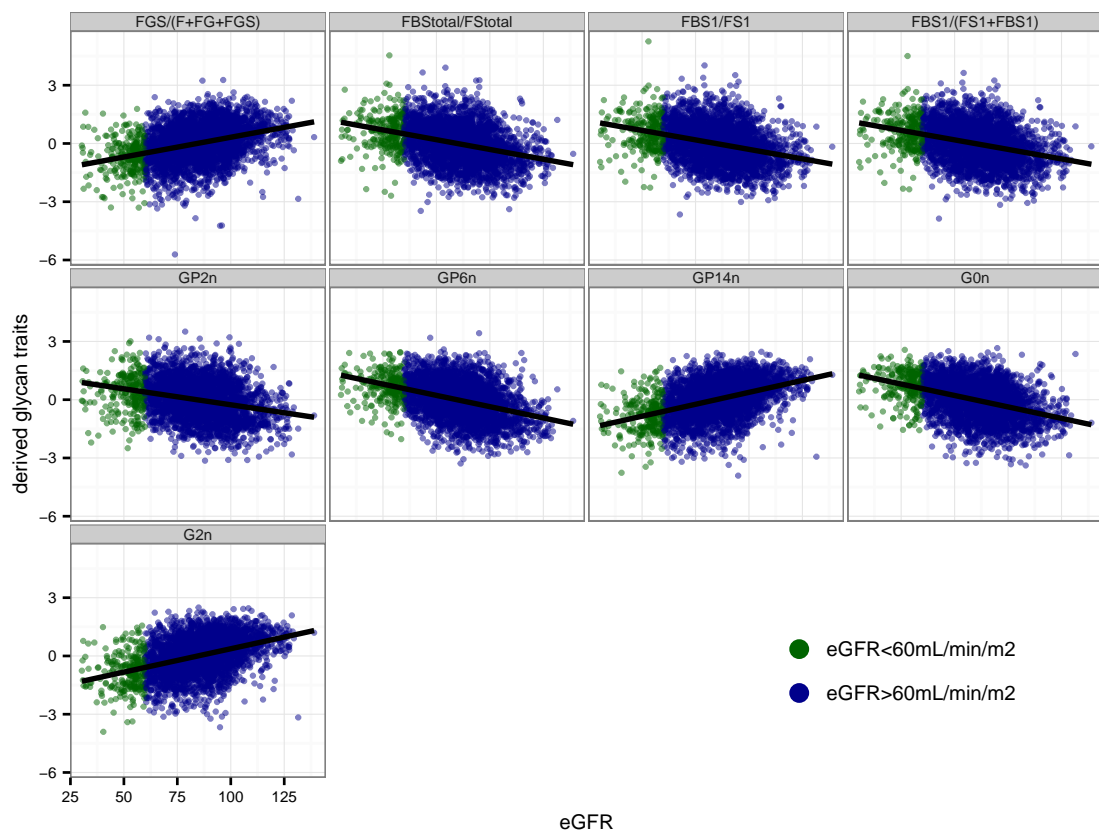 FGS/(F+FG+FGS) FBStotal/FStotal FBS1/FS1 FBS1/(FS1+FBS1)
3
0
−3
−6
GP2n GP6n GP14n G0n
3
0
−3
−6
derived glycan traits
G2n
3
0
−3
−6
eGFR<60mL/min/m2
eGFR>60mL/min/m2
25 50 75 100 125
eGFR